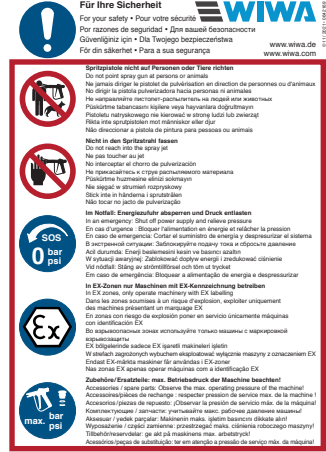 Für Ihre Sicherheit
For your safety • Pour votre sécurité
Por razones de seguridad • Для вашей безопасности
Güvenliğiniz için • Dla Twojego bezpieczeństwa
För din säkerhet • Para a sua segurança
WIWA
www.wiwa.de
www.wiwa.com
Spritzpistole nicht auf Personen oder Tiere richten
Do not point spray gun at persons or animals
Ne jamais diriger le pistolet de pulvérisation en direction de personnes ou d'animaux
No dirigir la pistola pulverizadora hacia personas ni animales
Не направляйте пистолет-распылитель на людей или животных
Püskürtme tabancasını kişilere veya hayvanlara doğrultmayın
Pistoletu natryskowego nie kierować w stronę ludzi lub zwierząt
Rikta inte sprutpistolen mot människor eller djur
Não direccionar a pistola de pintura para pessoas ou animais
Nicht in den Spritzstrahl fassen
Do not reach into the spray jet
Ne pas toucher au jet
No interceptar el chorro de pulverización
Не прикасайтесь к струе распыляемого материала
Püskürtme huzmesine elinizi sokmayın
Nie sięgać w strumień rozpryskowy
Stick inte in händerna i sprutstrålen
Não tocar no jacto de pulverização
SOS
0 bar
psi
Im Notfall: Energiezufuhr absperren und Druck entlasten
In an emergency: Shut off power supply and relieve pressure
En cas d'urgence : Bloquer l'alimentation en énergie et relâcher la pression
En caso de emergencia: Cortar el suministro de energía y despresurizar el sistema
В экстренной ситуации: Заблокируйте подачу тока и сбросьте давление
Acil durumda: Enerji beslemesini kesin ve basıncı azaltın
W sytuacji awaryjnej: Zablokować dopływ energii i zredukować ciśnienie
Vid nödfall: Stäng av strömtillförsel och töm ut trycket
Em caso de emergência: Bloquear a alimentação de energia e despressurizar
Ex
In EX-Zonen nur Maschinen mit EX-Kennzeichnung betreiben
In EX zones, only operate machinery with EX labelling
Dans les zones soumises à un risque d'explosion, exploiter uniquement
des machines présentant un marquage EX
En zonas con riesgo de explosión poner en servicio únicamente máquinas
con identificación EX
Во взрывоопасных зонах используйте только машины с маркировкой
взрывозащиты
EX bölgelerinde sadece EX işaretli makineleri işletin
W strefach zagrożonych wybuchem eksploatować wyłącznie maszyny z oznaczeniem EX
Endast EX-märkta maskiner får användas i EX-zoner
Nas zonas EX apenas operar máquinas com a identificação EX
max. bar
psi
Zubehöre/Ersatzteile: max. Betriebsdruck der Maschine beachten!
Accessories / spare parts: Observe the max. operating pressure of the machine!
Accessoires/pièces de rechange : respecter pression de service max. de la machine !
Accesorios/piezas de repuesto: ¡Observar la presión de servicio máx. de la máquina!
Комплектующие / запчасти: учитывайте макс. рабочее давление машины!
Aksesuar / yedek parçalar: Makinenin maks. işletim basıncını dikkate alın!
Wyposażenie / części zamienne: przestrzegać maks. ciśnienia roboczego maszyny!
Tillbehör/reservdelar: ge akt på maskinens max. arbetstryck!
Acessórios/peças de substituição: ter em atenção a pressão de serviço máx. da máquina!